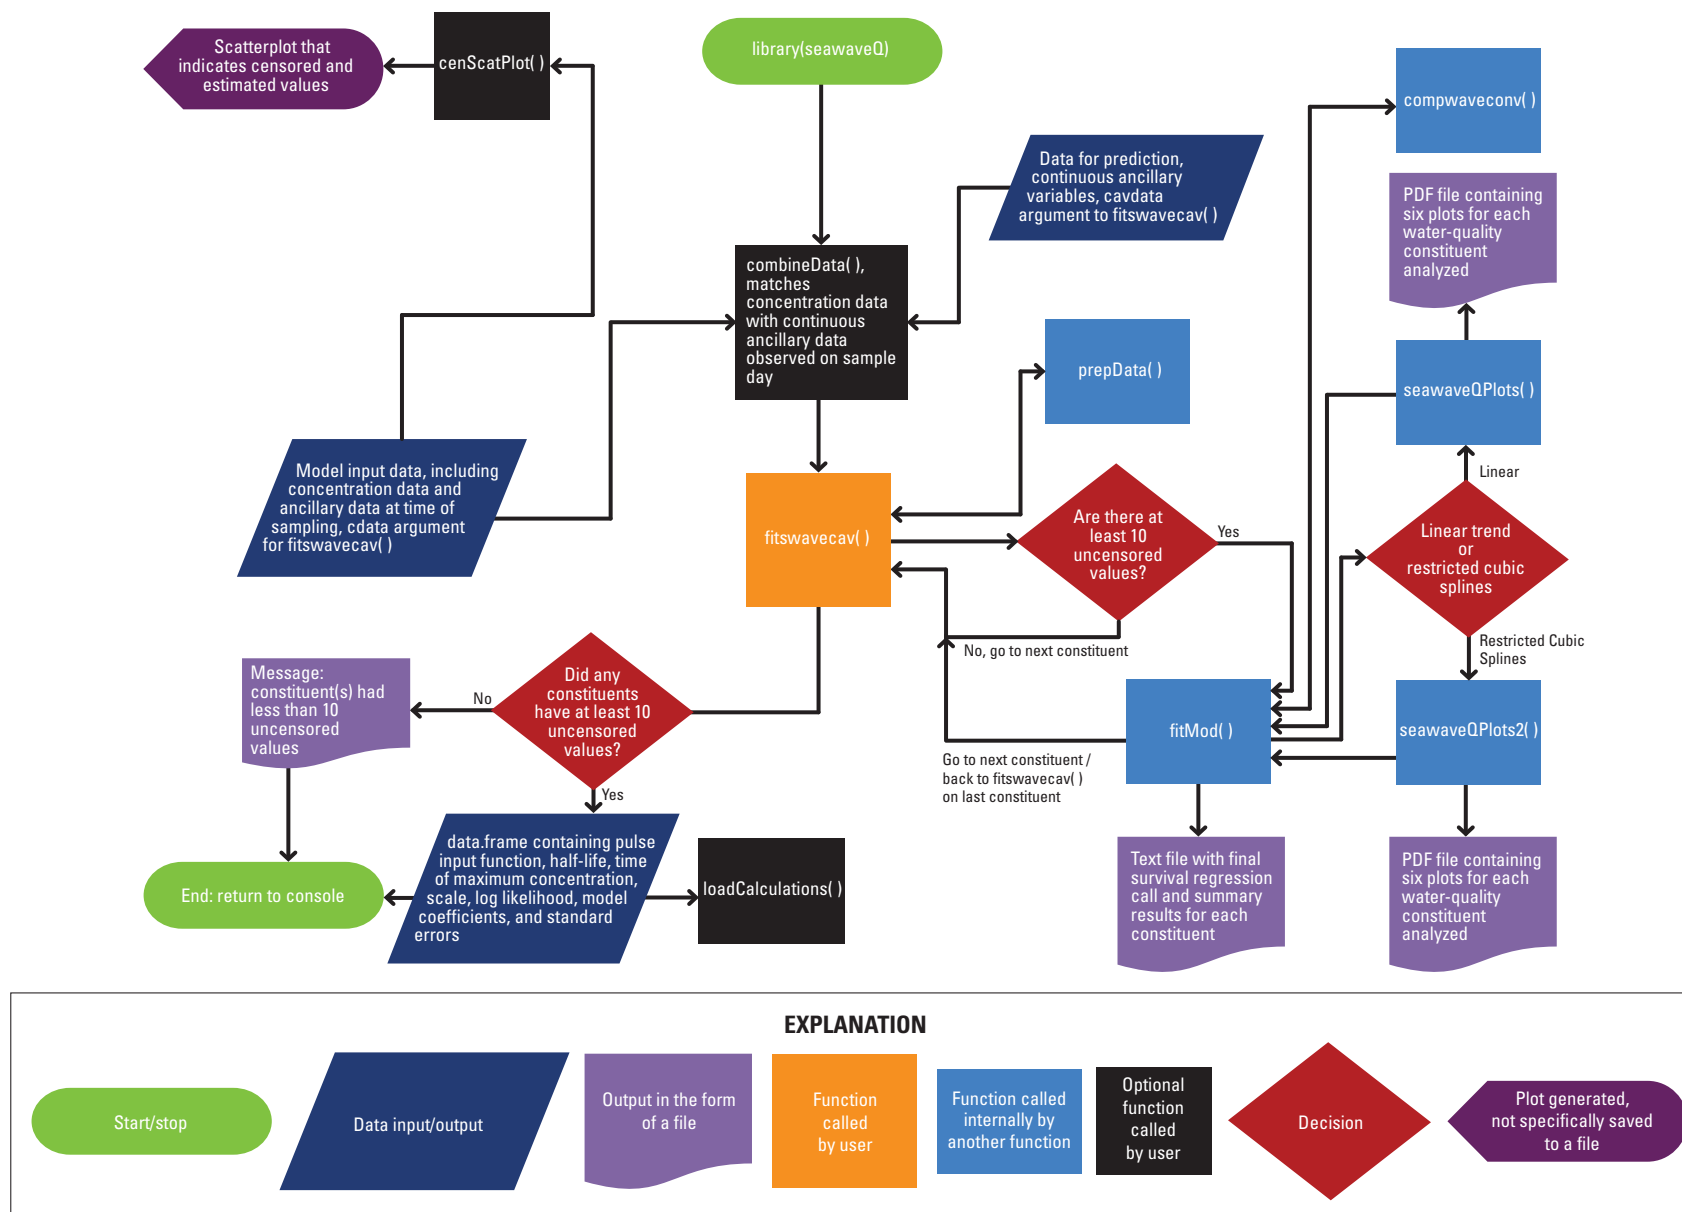 Scatterplot that
indicates censored and
estimated values
cenScatPlot( )
library(seawaveQ)
compwaveconv( )
Data for prediction,
continuous ancillary
variables, cavdata
argument to fitswavecav( )
PDF file containing
six plots for each
water-quality
constituent
analyzed
combineData( ),
matches
concentration data
with continuous
ancillary data
observed on sample
day
prepData( )
seawaveQPlots( )
Linear
Model input data, including
concentration data and
ancillary data at time of
sampling, cdata argument
for fitswavecav( )
fitswavecav( )
Are there at
least 10
uncensored
values?
Yes
Linear trend
or
restricted cubic
splines
No, go to next constituent
Restricted Cubic
Splines
Message:
constituent(s) had
less than 10
uncensored
values
No
Did any
constituents
have at least 10
uncensored
values?
Yes
fitMod( )
seawaveQPlots2( )
Go to next constituent /
back to fitswavecav( )
on last constituent
End: return to console
data.frame containing pulse
input function, half-life, time
of maximum concentration,
scale, log likelihood, model
coefficients, and standard
errors
loadCalculations( )
Text file with final
survival regression
call and summary
results for each
constituent
PDF file containing
six plots for each
water-quality
constituent
analyzed
EXPLANATION
Start/stop
Data input/output
Output in the form
of a file
Function
called
by user
Function called
internally by
another function
Optional
function
called
by user
Decision
Plot generated,
not specifically saved
to a file